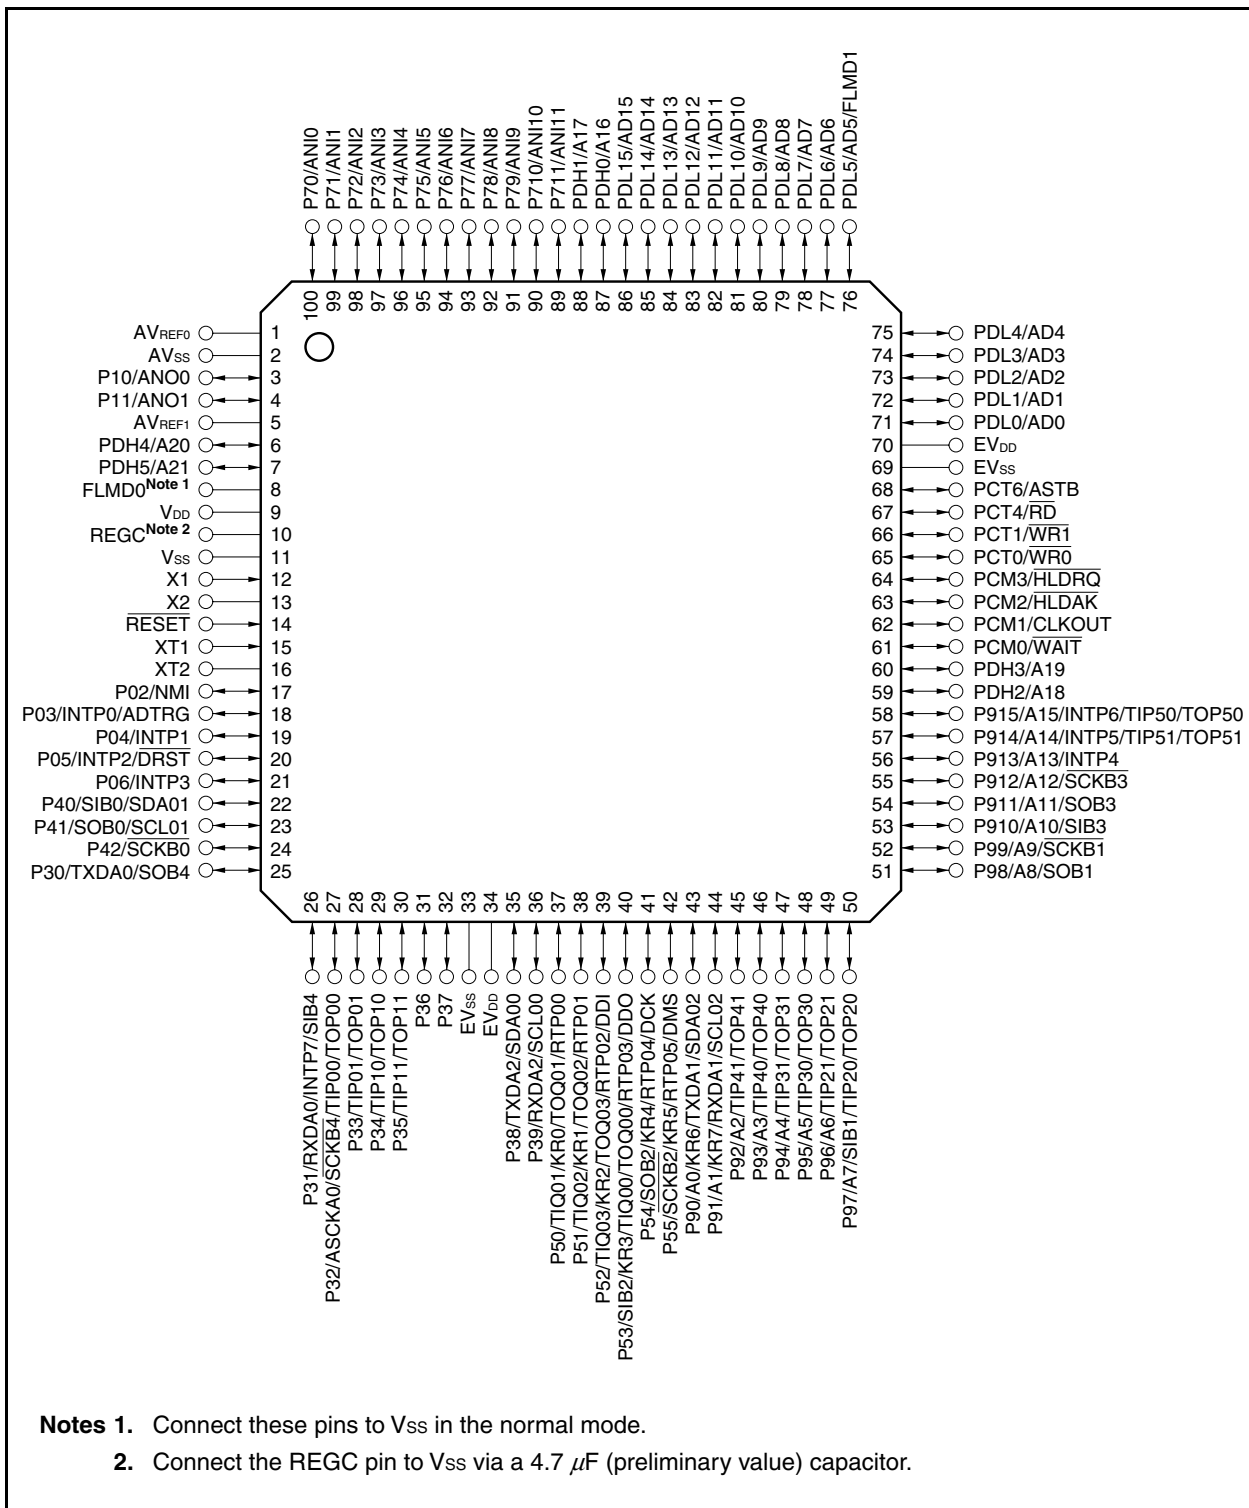 P70/ANI0
P71/ANI1
P72/ANI2
P73/ANI3
P74/ANI4
P75/ANI5
P76/ANI6
P77/ANI7
P78/ANI8
P79/ANI9
P710/ANI10
P711/ANI11
PDH1/A17
PDH0/A16
PDL15/AD15
PDL14/AD14
PDL13/AD13
PDL12/AD12
PDL11/AD11
PDL10/AD10
PDL9/AD9
PDL8/AD8
PDL7/AD7
PDL6/AD6
PDL5/AD5/FLMD1
100 99 98 97 96 95 94 93 92 91 90 89 88 87 86 85 84 83 82 81 80 79 78 77 76
AVREF0 1
AVSS 2
P10/ANO0 3
P11/ANO1 4
AVREF1 5
PDH4/A20 6
PDH5/A21 7
FLMD0Note 1 8
VDD 9
REGCNote 2 10
VSS 11
X1 12
X2 13
RESET 14
XT1 15
XT2 16
P02/NMI 17
P03/INTP0/ADTRG 18
P04/INTP1 19
P05/INTP2/DRST 20
P06/INTP3 21
P40/SIB0/SDA01 22
P41/SOB0/SCL01 23
P42/SCKB0 24
P30/TXDA0/SOB4 25
75 PDL4/AD4
74 PDL3/AD3
73 PDL2/AD2
72 PDL1/AD1
71 PDL0/AD0
70 EVDD
69 EVSS
68 PCT6/ASTB
67 PCT4/RD
66 PCT1/WR1
65 PCT0/WR0
64 PCM3/HLDRQ
63 PCM2/HLDAK
62 PCM1/CLKOUT
61 PCM0/WAIT
60 PDH3/A19
59 PDH2/A18
58 P915/A15/INTP6/TIP50/TOP50
57 P914/A14/INTP5/TIP51/TOP51
56 P913/A13/INTP4
55 P912/A12/SCKB3
54 P911/A11/SOB3
53 P910/A10/SIB3
52 P99/A9/SCKB1
51 P98/A8/SOB1
26 27 28 29 30 31 32 33 34 35 36 37 38 39 40 41 42 43 44 45 46 47 48 49 50
P31/RXDA0/INTP7/SIB4
P32/ASCKA0/SCKB4/TIP00/TOP00
P33/TIP01/TOP01
P34/TIP10/TOP10
P35/TIP11/TOP11
P36
P37
EVSS
EVDD
P38/TXDA2/SDA00
P39/RXDA2/SCL00
P50/TIQ01/KR0/TOQ01/RTP00
P51/TIQ02/KR1/TOQ02/RTP01
P52/TIQ03/KR2/TOQ03/RTP02/DDI
P53/SIB2/KR3/TIQ00/TOQ00/RTP03/DDO
P54/SOB2/KR4/RTP04/DCK
P55/SCKB2/KR5/RTP05/DMS
P90/A0/KR6/TXDA1/SDA02
P91/A1/KR7/RXDA1/SCL02
P92/A2/TIP41/TOP41
P93/A3/TIP40/TOP40
P94/A4/TIP31/TOP31
P95/A5/TIP30/TOP30
P96/A6/TIP21/TOP21
P97/A7/SIB1/TIP20/TOP20
Notes 1. Connect these pins to VSS in the normal mode.
2. Connect the REGC pin to VSS via a 4.7 μF (preliminary value) capacitor.